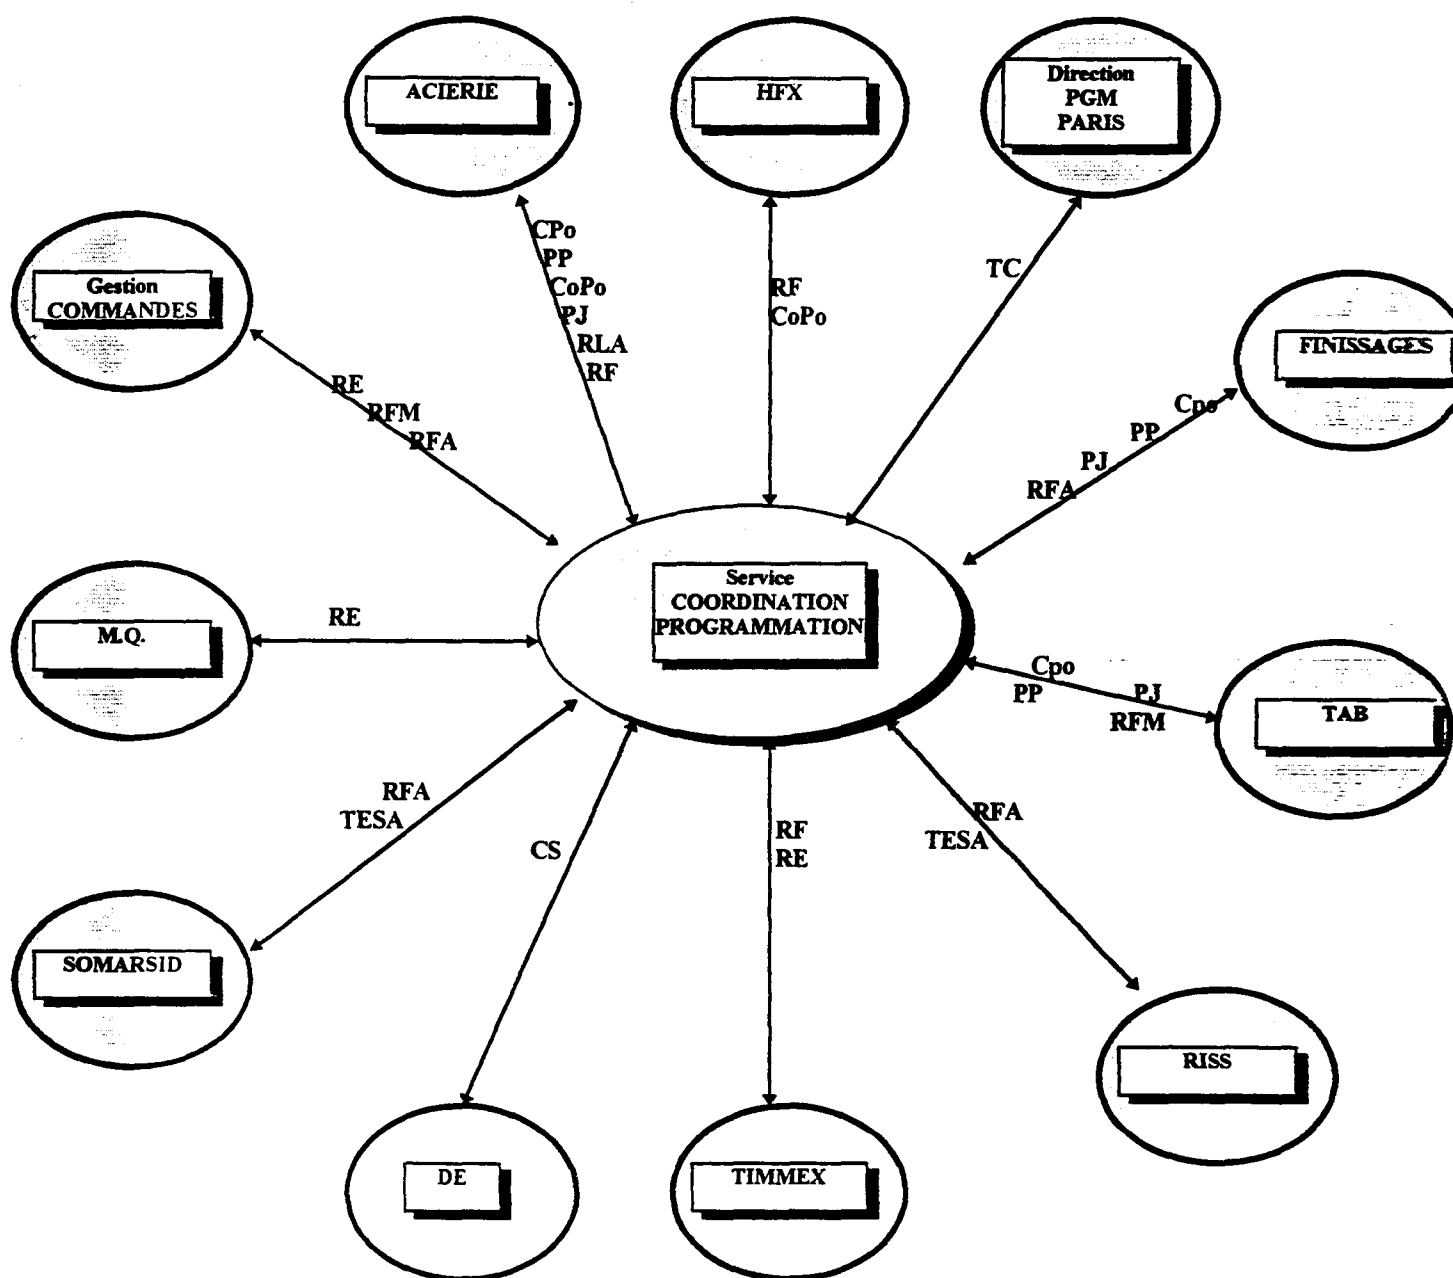 ACIERIE
HFX
Direction
PGM
PARIS
CPo
PP
CoPo
PJ
RLA
RF
RF
CoPo
TC
Gestion
COMMANDES
FINISSAGES
RE
RFM
RFA
Cpo
PP
PJ
RFA
Service
COORDINATION
PROGRAMMATION
M.Q.
RE
Cpo
PP
PJ
RFM
TAB
RFA
TESA
CS
RF
RE
RFA
TESA
SOMARSID
RISS
DE
TIMMEX